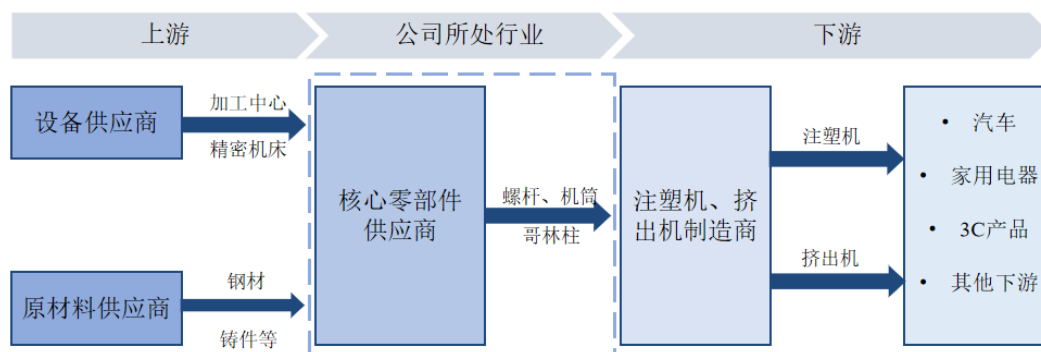 上游
公司所处行业
下游
设备供应商
加工中心
精密机床
原材料供应商
钢材
铸件等
核心零部件
供应商
螺杆、机筒
哥林柱
注塑机、挤
出机制造商
注塑机
挤出机
• 汽车
• 家用电器
• 3C产品
• 其他下游